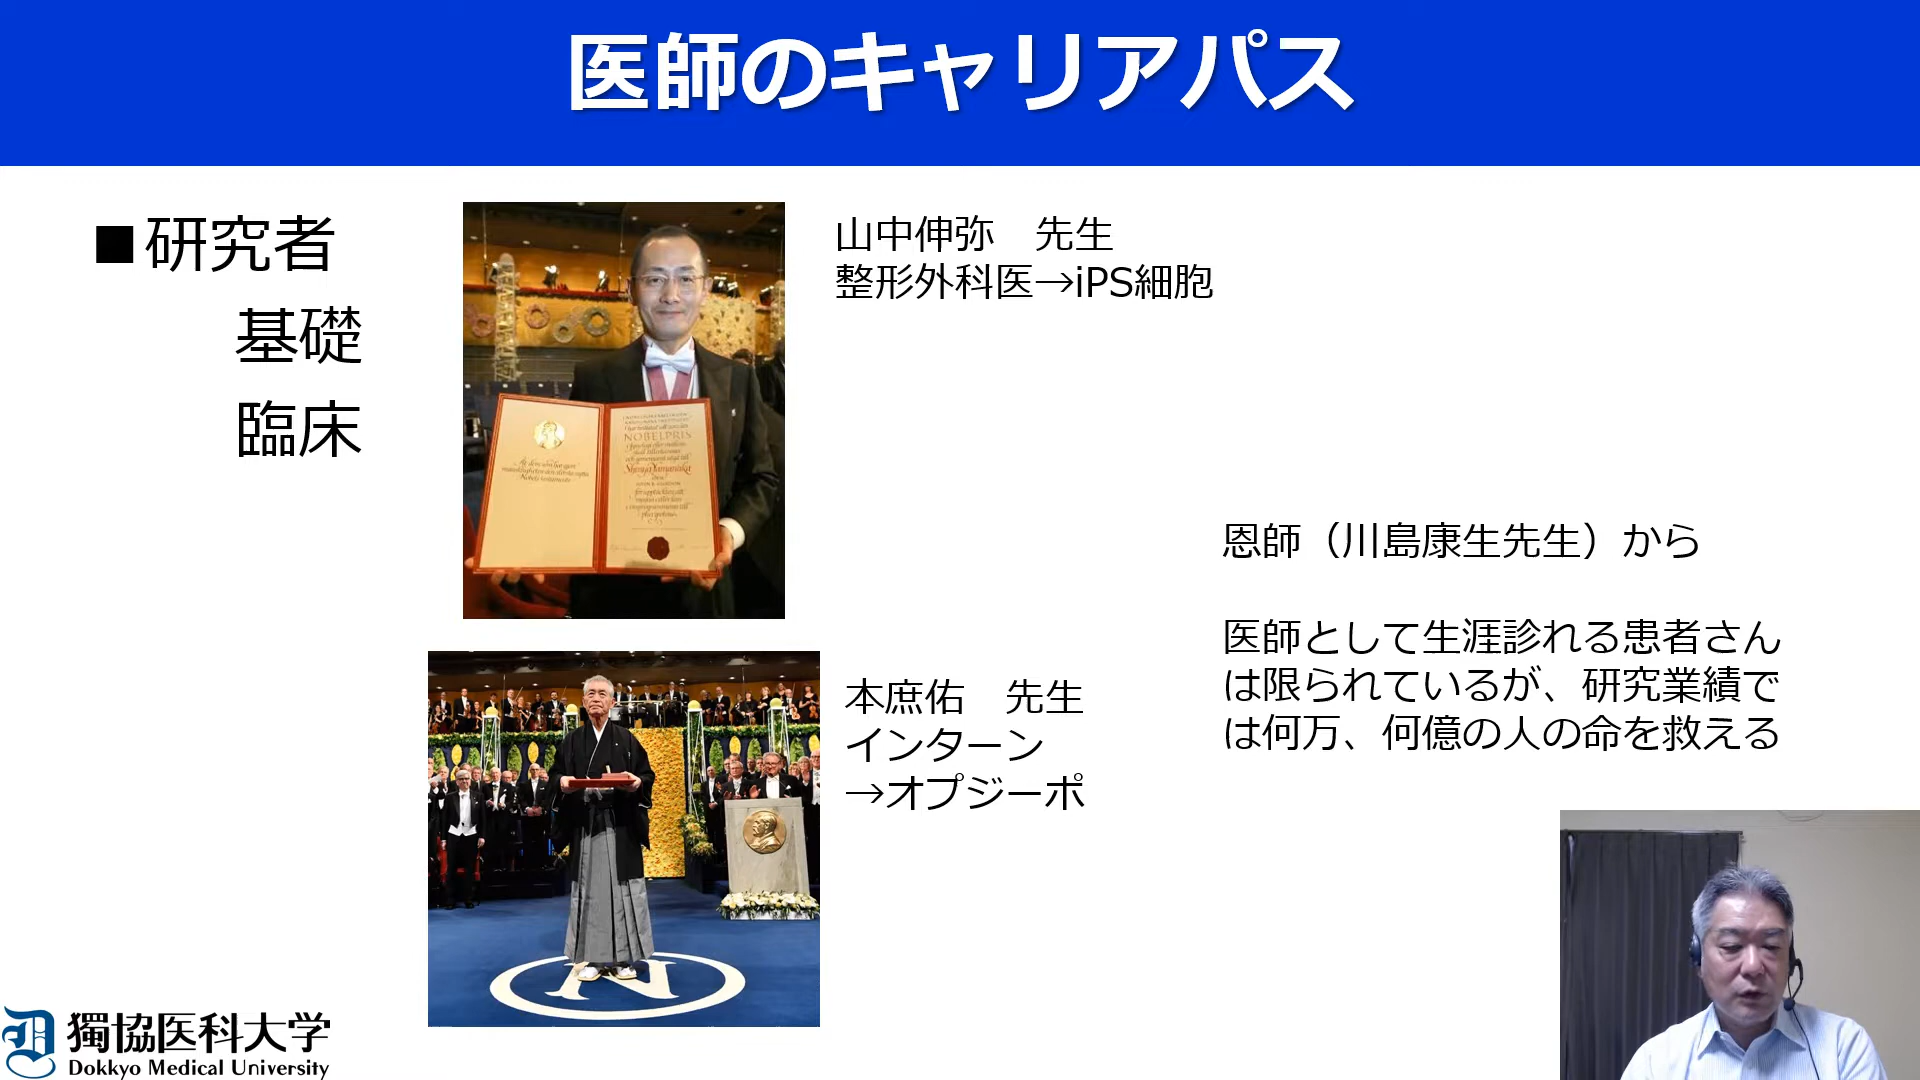 医師のキャリアパス
■研究者
基礎
臨床
山中伸弥　先生
整形外科医→iPS細胞
NOBELPRIS
Shinya Yamanaka
恩師（川島康生先生）から
医師として生涯診れる患者さん
は限られているが、研究業績で
は何万、何億の人の命を救える
本庶佑　先生
インターン
→オプジーポ
N
獨協医科大学
Dokkyo Medical University